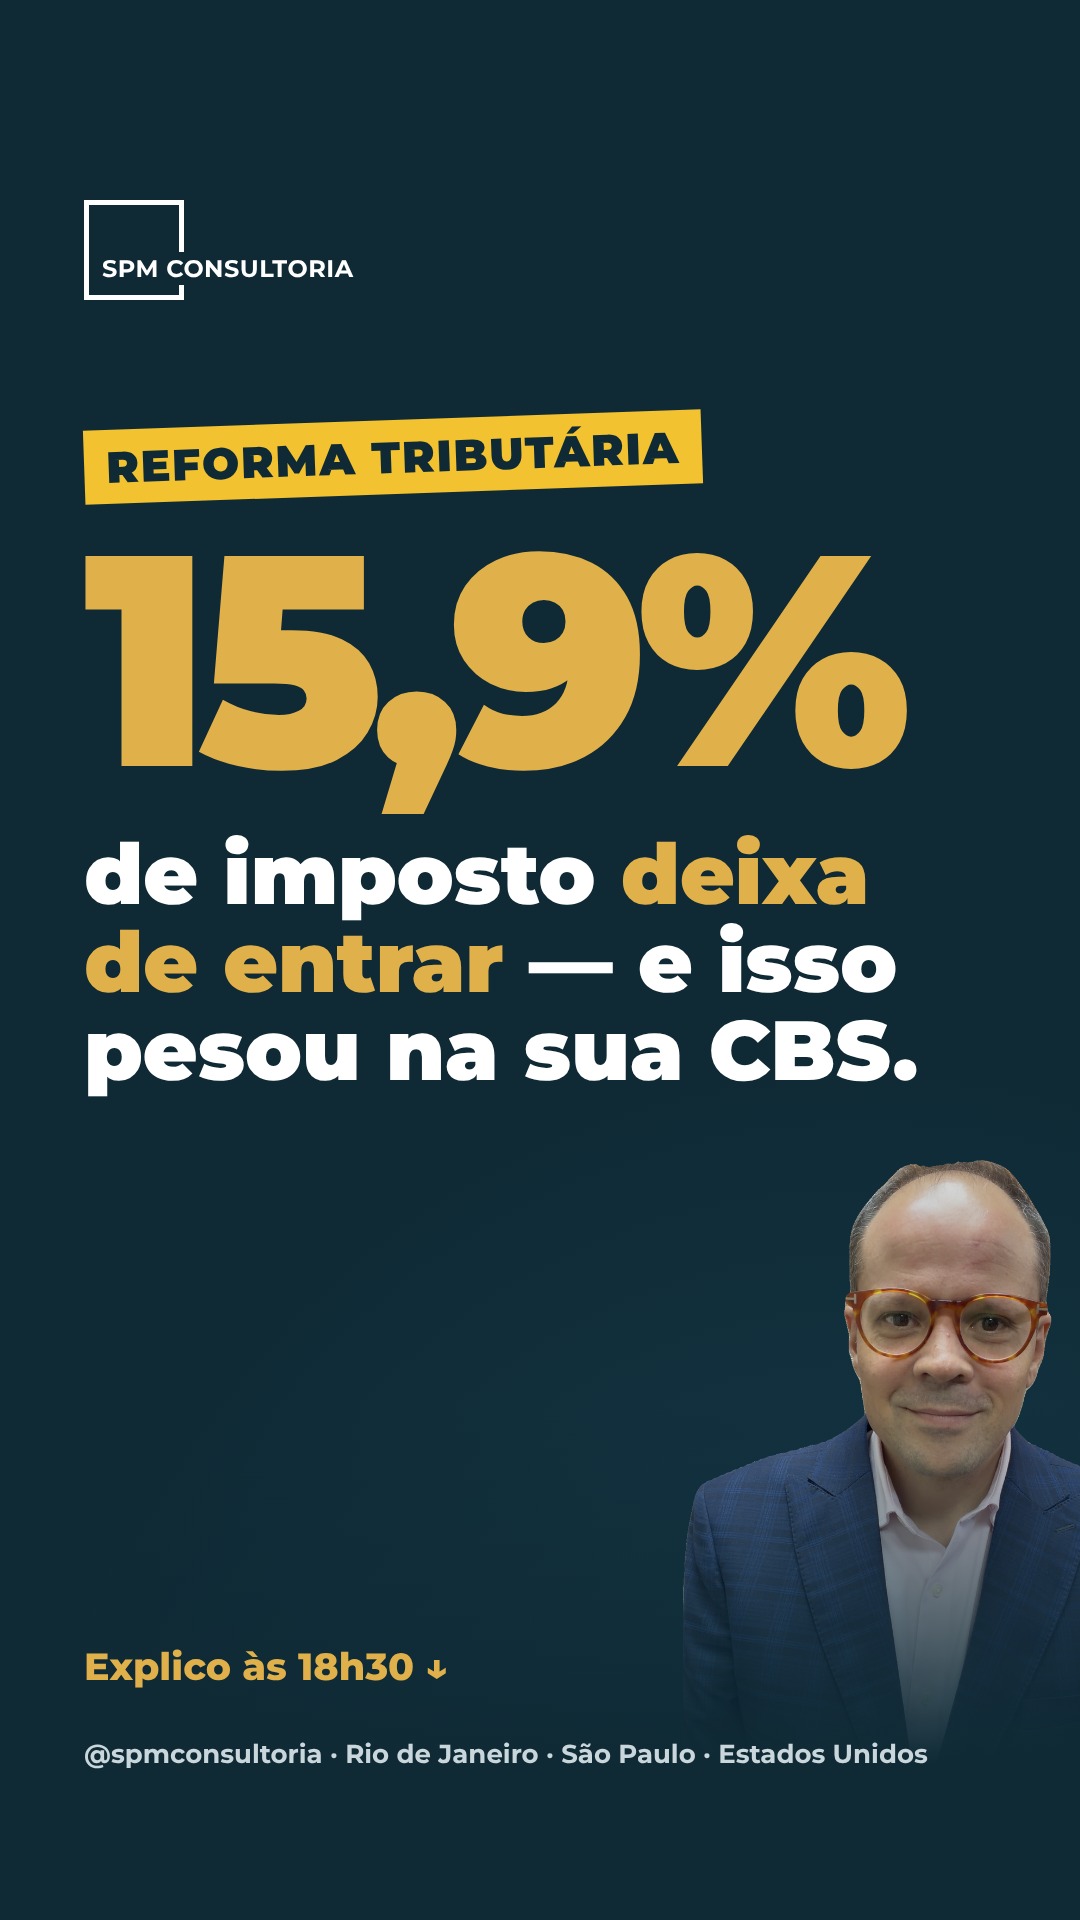 SPM CONSULTORIA
REFORMA TRIBUTÁRIA
15,9%
de imposto deixa
de entrar — e isso
pesou na sua CBS.
Explico às 18h30 ↓
@spmconsultoria · Rio de Janeiro · São Paulo · Estados Unidos